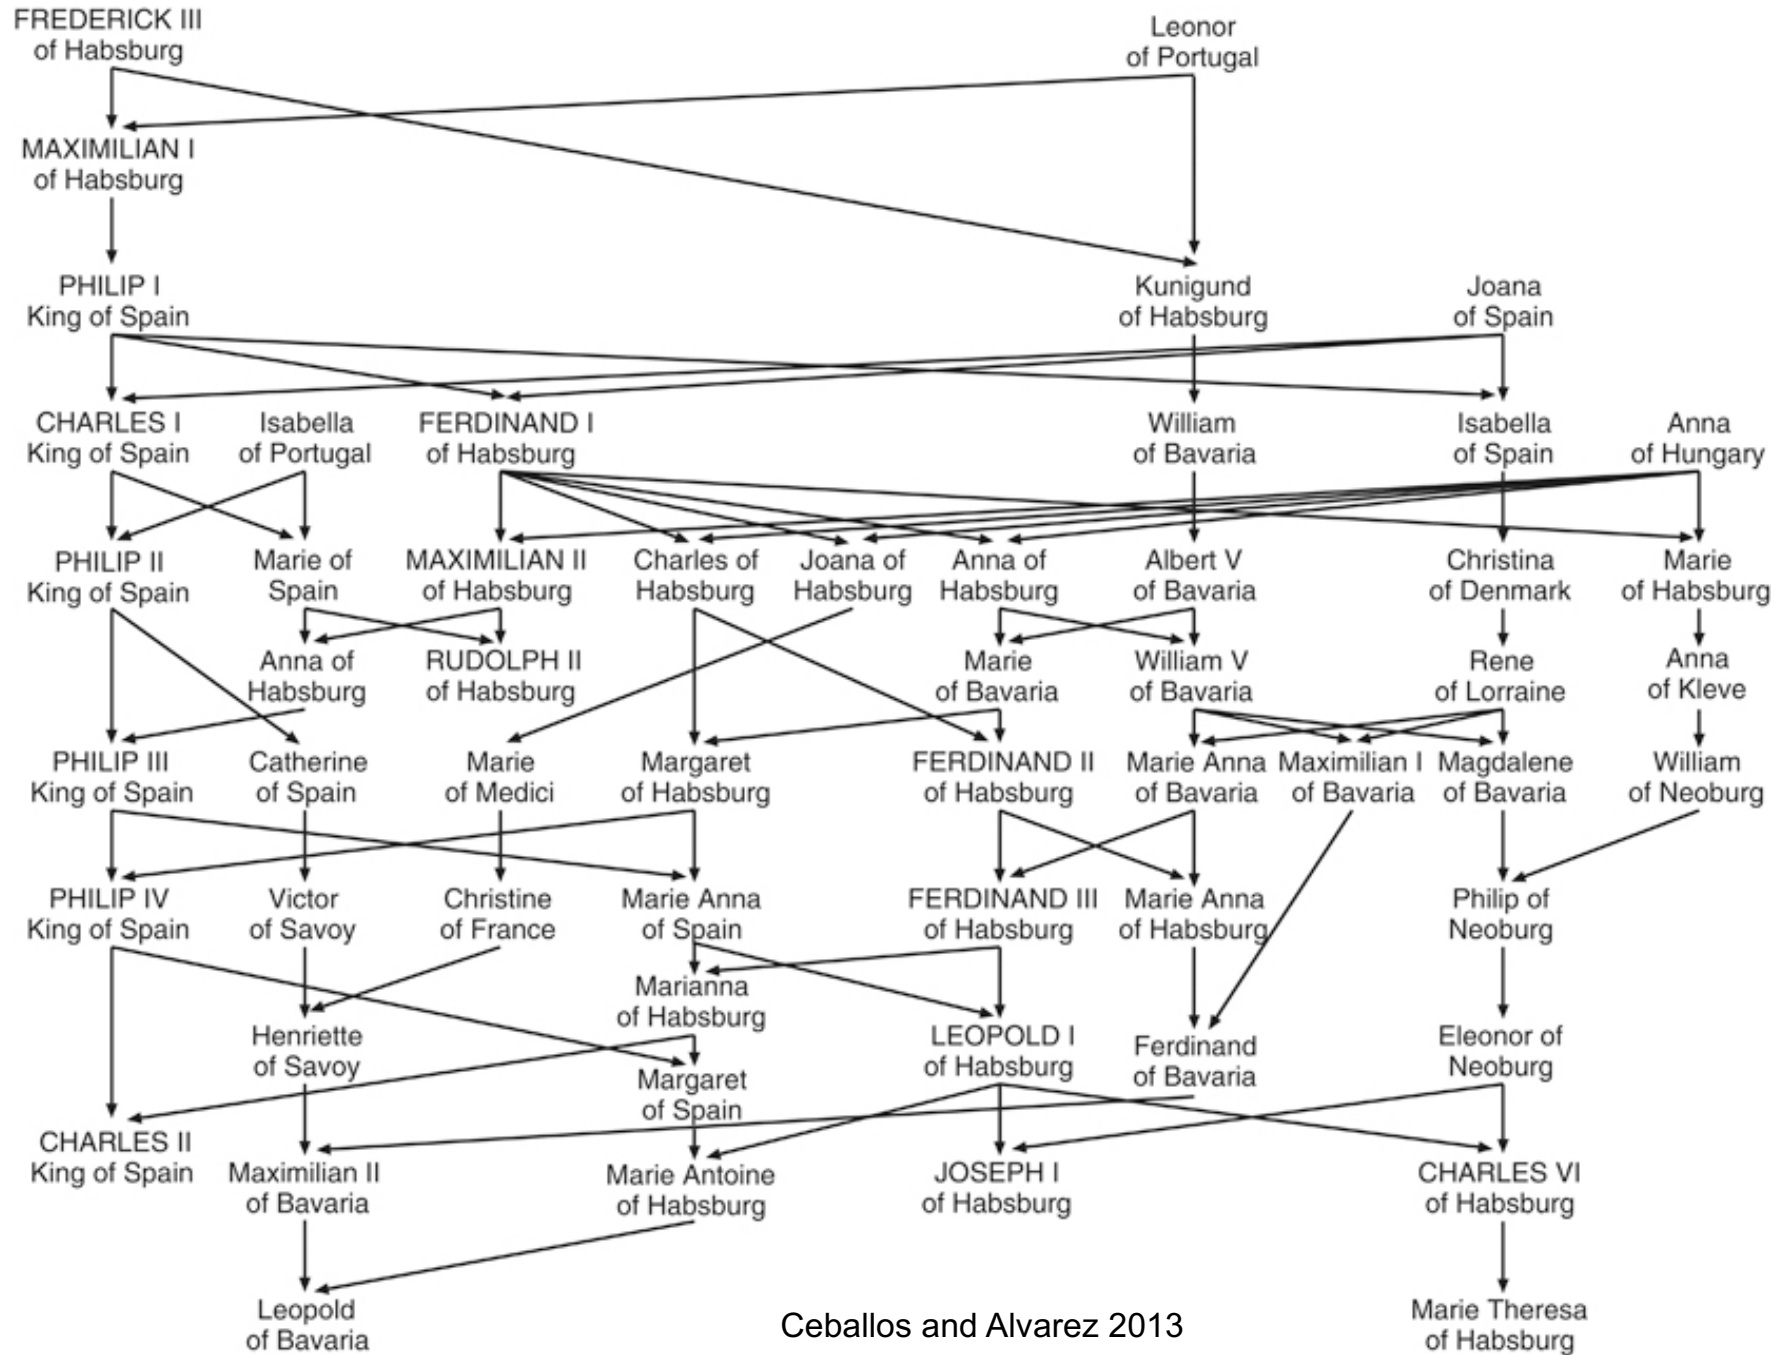 FREDERICK III
of Habsburg
Leonor
of Portugal
MAXIMILIAN I
of Habsburg
PHILIP I
King of Spain
Kunigund
of Habsburg
Joana
of Spain
CHARLES I
King of Spain
Isabella
of Portugal
FERDINAND I
of Habsburg
William
of Bavaria
Isabella
of Spain
Anna
of Hungary
PHILIP II
King of Spain
Marie of
Spain
MAXIMILIAN II
of Habsburg
Charles of
Habsburg
Joana of
Habsburg
Anna of
Habsburg
Albert V
of Bavaria
Christina
of Denmark
Marie
of Habsburg
Anna of
Habsburg
RUDOLPH II
of Habsburg
Marie
of Bavaria
William V
of Bavaria
Rene
of Lorraine
Anna
of Kleve
PHILIP III
King of Spain
Catherine
of Spain
Marie
of Medici
Margaret
of Habsburg
FERDINAND II
of Habsburg
Marie Anna
of Bavaria
Maximilian I
of Bavaria
Magdalene
of Bavaria
William
of Neoburg
PHILIP IV
King of Spain
Victor
of Savoy
Christine
of France
Marie Anna
of Spain
FERDINAND III
of Habsburg
Marie Anna
of Habsburg
Philip of
Neoburg
Marianna
of Habsburg
Henriette
of Savoy
LEOPOLD I
of Habsburg
Ferdinand
of Bavaria
Eleonor of
Neoburg
Margaret
of Spain
CHARLES II
King of Spain
Maximilian II
of Bavaria
Marie Antoine
of Habsburg
JOSEPH I
of Habsburg
CHARLES VI
of Habsburg
Leopold
of Bavaria
Ceballos and Alvarez 2013
Marie Theresa
of Habsburg